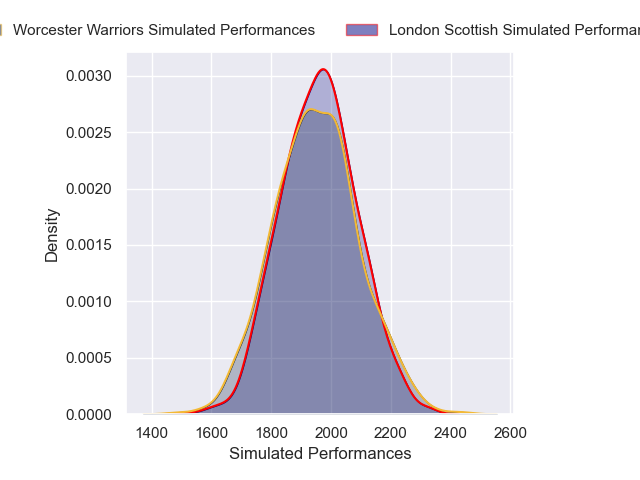 Worcester Warriors Simulated Performances
London Scottish Simulated
0.0030
0.0025
0.0020
0.0015
0.0010
0.0005
0.0000
Density
1400 1600 1800 2000 2200 2400 2600
Simulated Performances